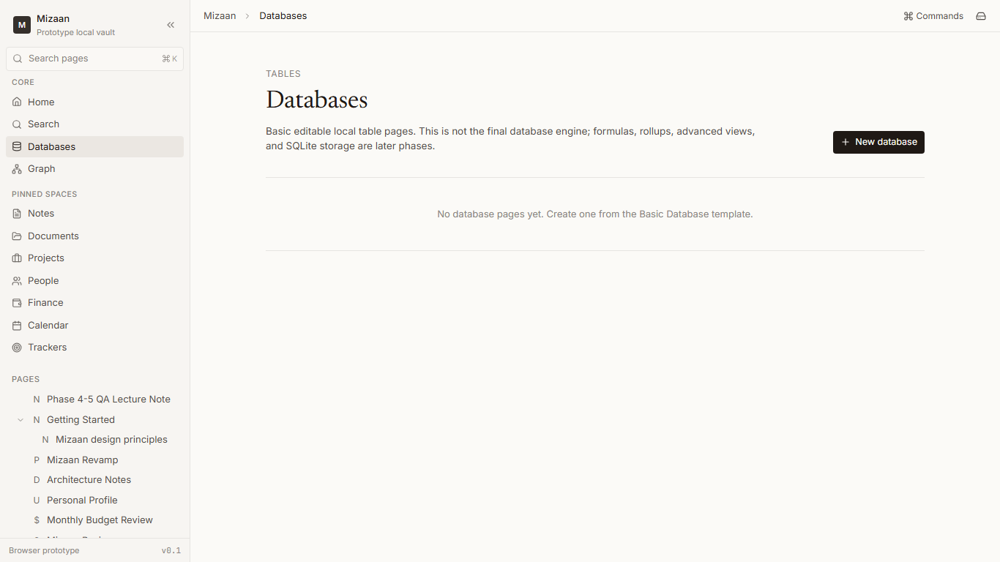 M
Mizaan
Prototype local vault
Search pages
⌘ K
CORE
Home
Search
Databases
Graph
PINNED SPACES
Notes
Documents
Projects
People
Finance
Calendar
Trackers
PAGES
N Phase 4-5 QA Lecture Note
N Getting Started
N Mizaan design principles
P Mizaan Revamp
D Architecture Notes
U Personal Profile
$ Monthly Budget Review
Browser prototype
v0.1
Mizaan > Databases
⌘ Commands
TABLES
Databases
Basic editable local table pages. This is not the final database engine; formulas, rollups, advanced views,
and SQLite storage are later phases.
+ New database
No database pages yet. Create one from the Basic Database template.